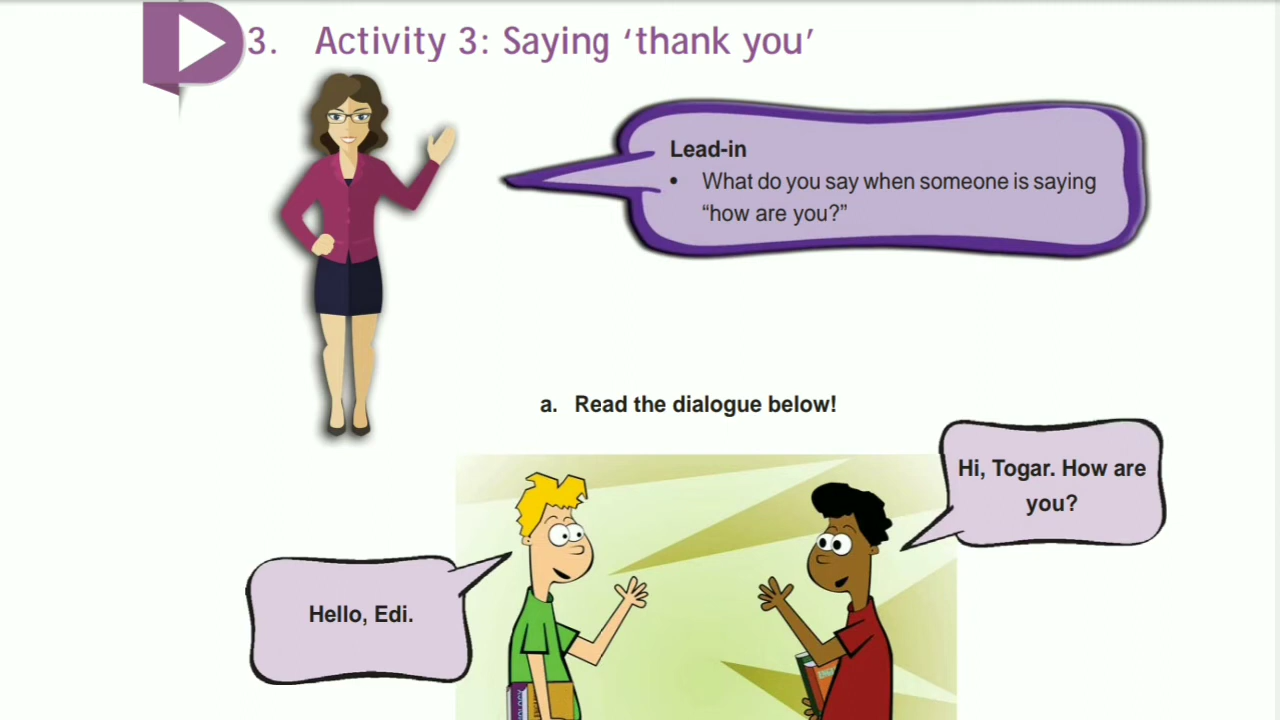 3. Activity 3: Saying ‘thank you’
Lead-in
• What do you say when someone is saying
“how are you?”
a. Read the dialogue below!
Hi, Togar. How are
you?
Hello, Edi.